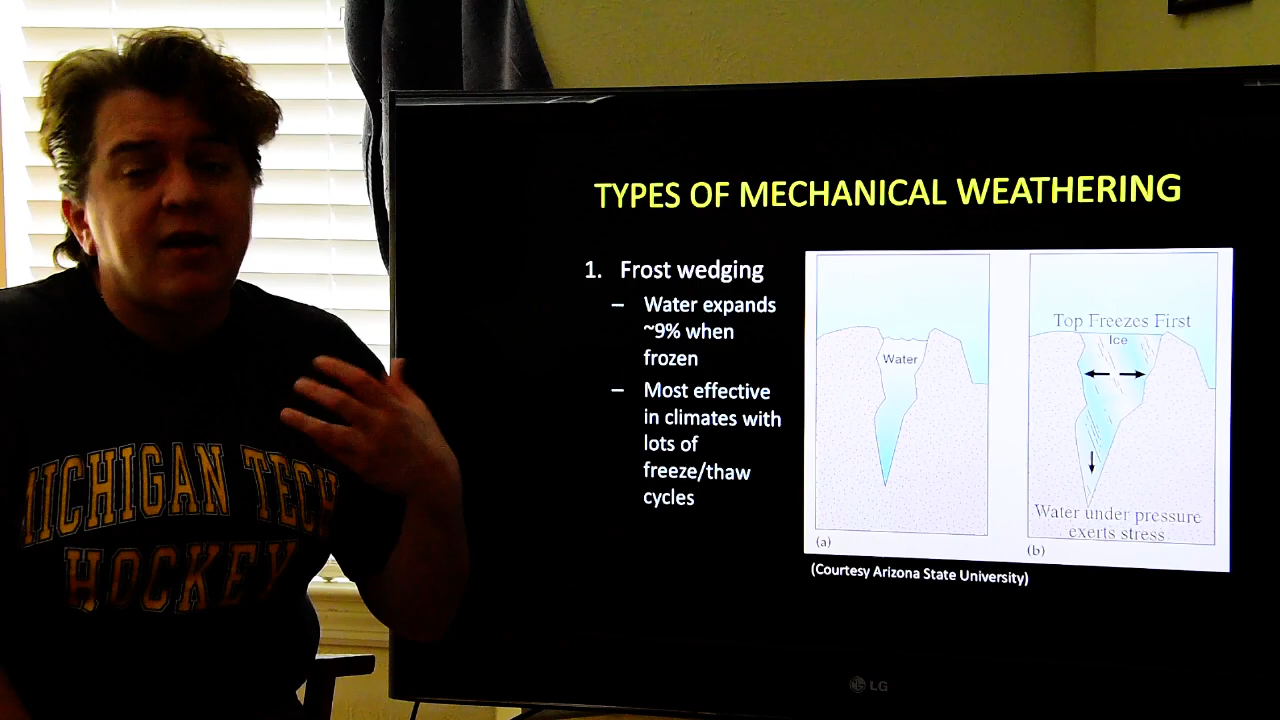 MICHIGAN TECH
HOCKEY
TYPES OF MECHANICAL WEATHERING
1. Frost wedging
– Water expands
~9% when
frozen
– Most effective
in climates with
lots of
freeze/thaw
cycles
Water
(a)
Top Freezes First
Ice
Water under pressure
exerts stress
(b)
(Courtesy Arizona State University)
LG